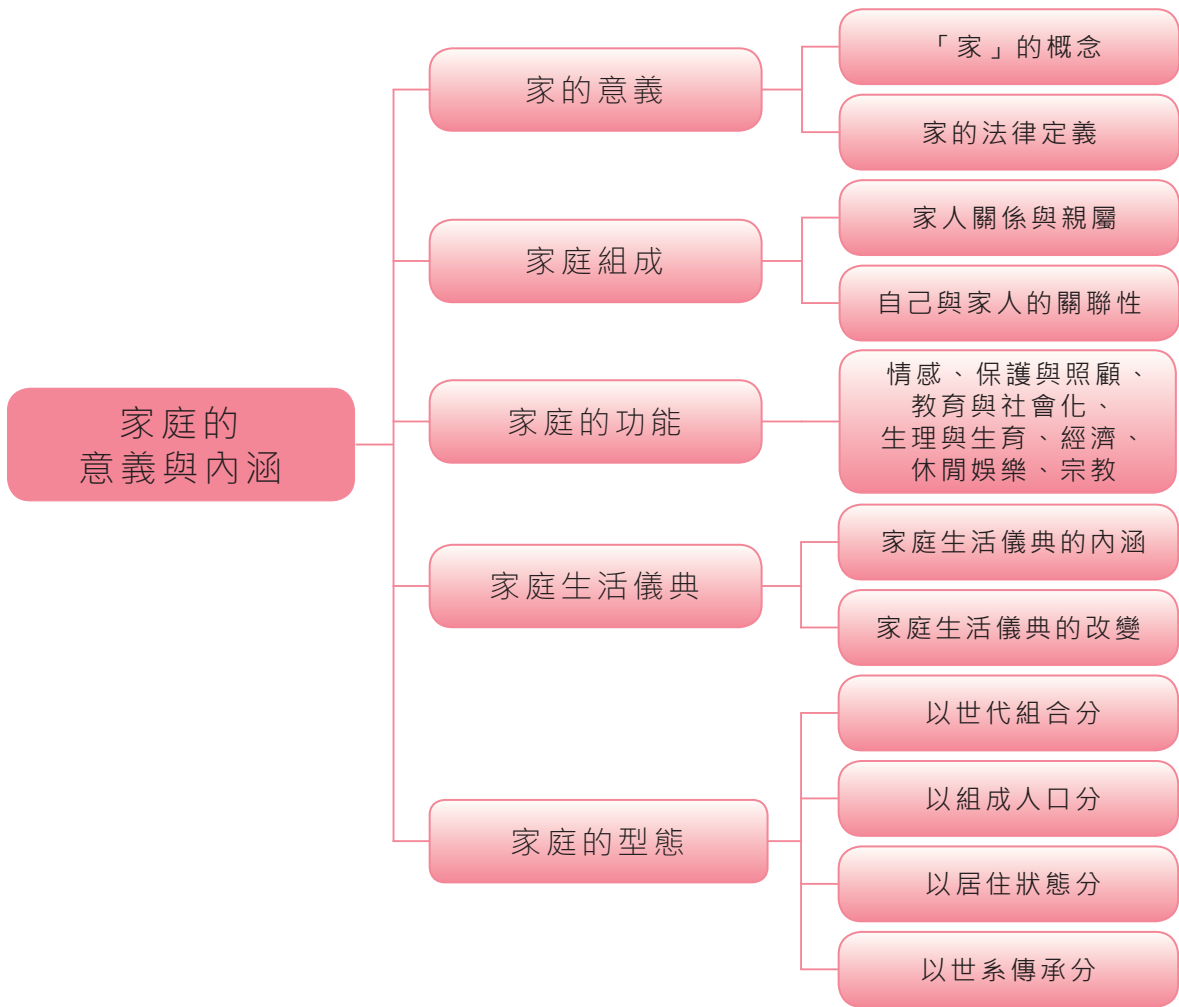 家庭的
意義與內涵
家的意義
「家」的概念
家的法律定義
家庭組成
家人關係與親屬
自己與家人的關聯性
家庭的功能
情感、保護與照顧、
教育與社會化、
生理與生育、經濟、
休閒娛樂、宗教
家庭生活儀典
家庭生活儀典的內涵
家庭生活儀典的改變
家庭的型態
以世代組合分
以組成人口分
以居住狀態分
以世系傳承分